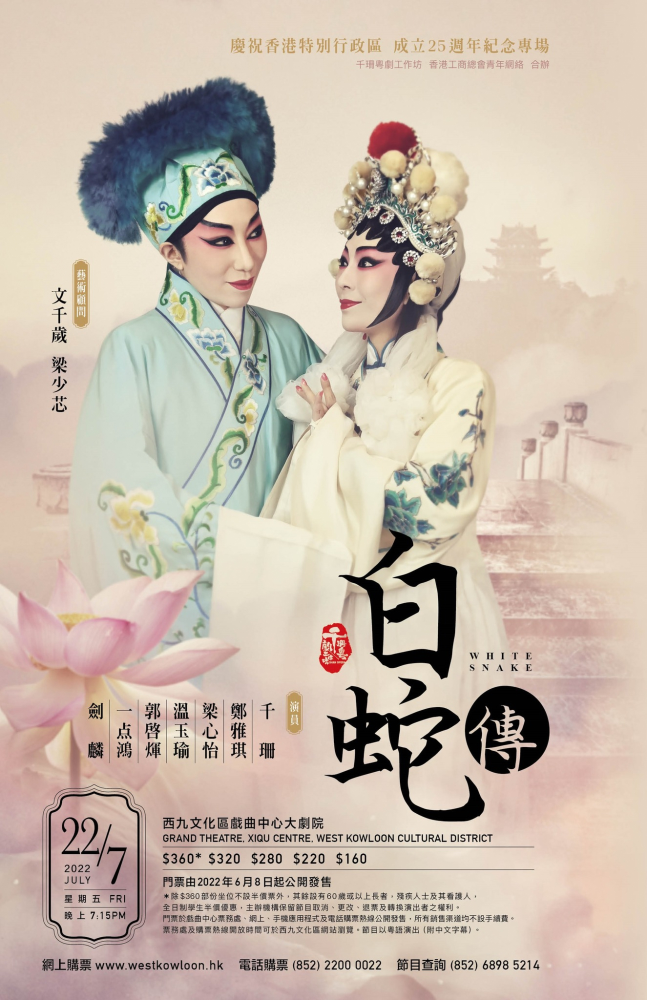 慶祝香港特別行政區 成立25週年紀念專場
千珊粵劇工作坊 香港工商總會青年網絡 合辦
藝術顧問
文千歲 梁少芯
白蛇傳
WHITE
SNAKE
千珊粵劇工作坊
SHAN OPERA
演員
千珊
鄭雅琪
梁心怡
溫玉瑜
郭啓煇
一点鴻
劍麟
22/7
2022
JULY
星期五 FRI
晚上 7:15PM
西九文化區戲曲中心大劇院
GRAND THEATRE, XIQU CENTRE, WEST KOWLOON CULTURAL DISTRICT
$360* $320 $280 $220 $160
門票由2022年6月8日起公開發售
*除$360部份坐位不設半價票外，其餘設有60歲或以上長者，殘疾人士及其看護人，
全日制學生半價優惠，主辦機構保留節目取消、更改、退票及轉換演出者之權利。
門票於戲曲中心票務處、網上、手機應用程式及電話購票熱線公開發售，所有銷售渠道均不設手續費。
票務處及購票熱線開放時間可於西九文化區網站瀏覽。節目以粵語演出（附中文字幕）。
網上購票 www.westkowloon.hk 電話購票 (852) 2200 0022 節目查詢 (852) 6898 5214